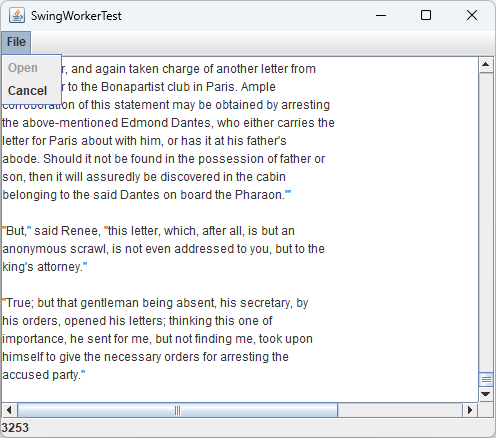 SwingWorkerTest
File
Open
Cancel
and again taken charge of another letter from
to the Bonapartist club in Paris. Ample
corroboration of this statement may be obtained by arresting
the above-mentioned Edmond Dantes, who either carries the
letter for Paris about with him, or has it at his father's
abode. Should it not be found in the possession of father or
son, then it will assuredly be discovered in the cabin
belonging to the said Dantes on board the Pharaon.'"
"But," said Renee, "this letter, which, after all, is but an
anonymous scrawl, is not even addressed to you, but to the
king's attorney."
"True; but that gentleman being absent, his secretary, by
his orders, opened his letters; thinking this one of
importance, he sent for me, but not finding me, took upon
himself to give the necessary orders for arresting the
accused party."
3253